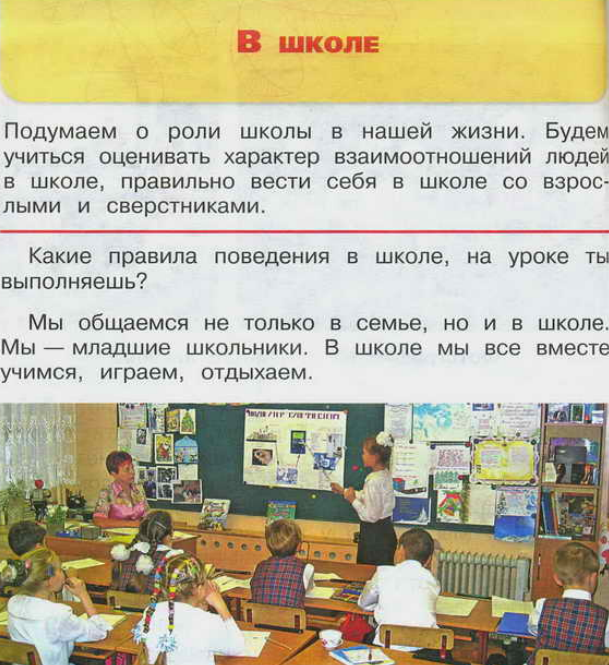 В ШКОЛЕ
Подумаем о роли школы в нашей жизни. Будем
учиться оценивать характер взаимоотношений людей
в школе, правильно вести себя в школе со взрос-
лыми и сверстниками.
Какие правила поведения в школе, на уроке ты
выполняешь?
Мы общаемся не только в семье, но и в школе.
Мы — младшие школьники. В школе мы все вместе
учимся, играем, отдыхаем.